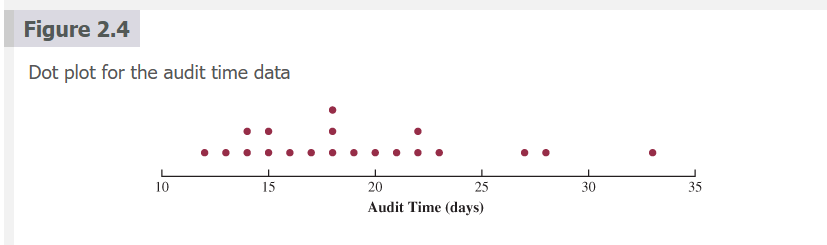 Figure 2.4
Dot plot for the audit time data
10 15 20 25 30 35
Audit Time (days)